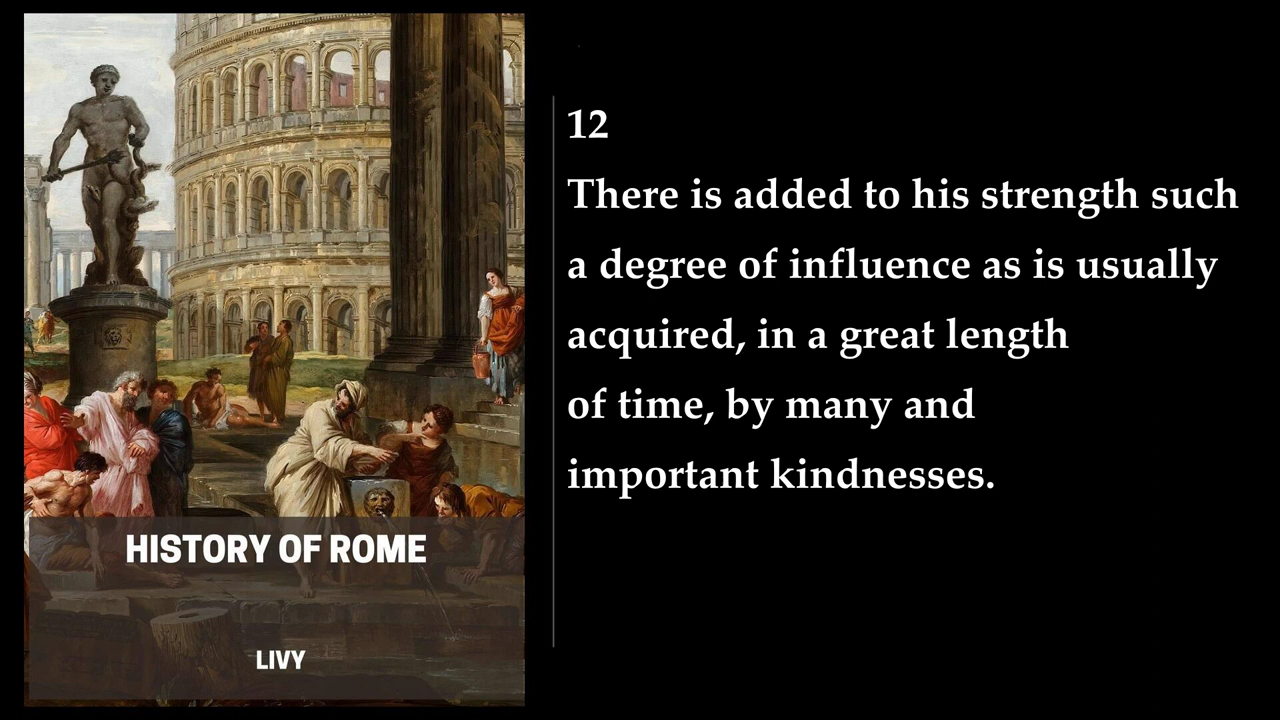 HISTORY OF ROME
LIVY
12
There is added to his strength such
a degree of influence as is usually
acquired, in a great length
of time, by many and
important kindnesses.